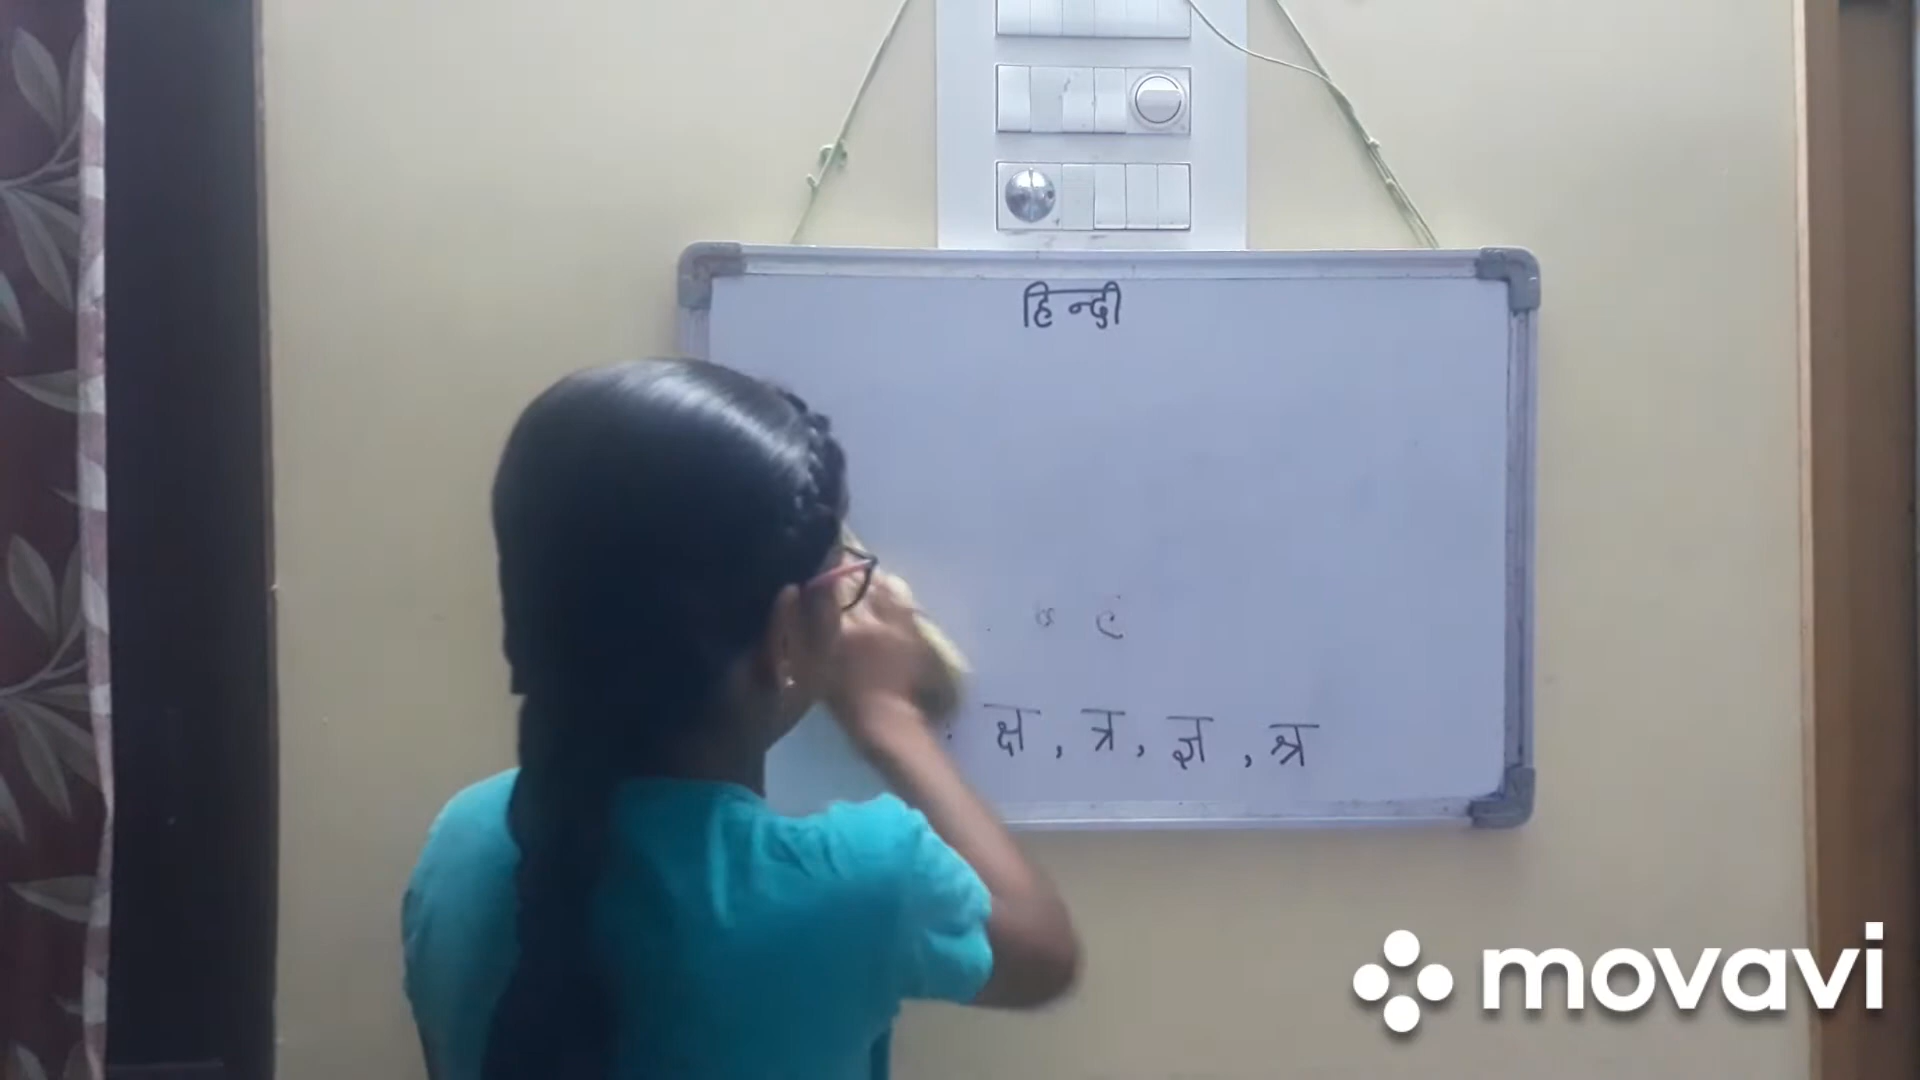 हिन्दी
क्ष, त्र, ज्ञ, श्र
movavi